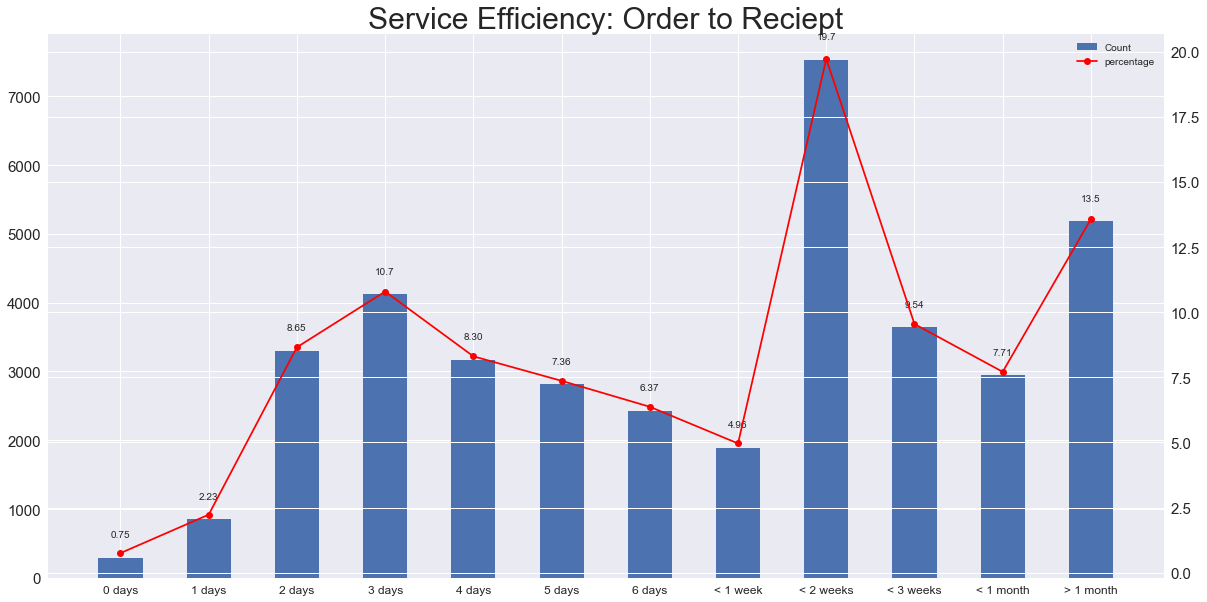 Service Efficiency: Order to Reciept
Count
percentage
7000
6000
5000
4000
3000
2000
1000
0
20.0
17.5
15.0
12.5
10.0
7.5
5.0
2.5
0.0
0.75
2.23
8.65
10.7
8.30
7.36
6.37
4.96
19.7
9.54
7.71
13.5
0 days
1 days
2 days
3 days
4 days
5 days
6 days
< 1 week
< 2 weeks
< 3 weeks
< 1 month
> 1 month